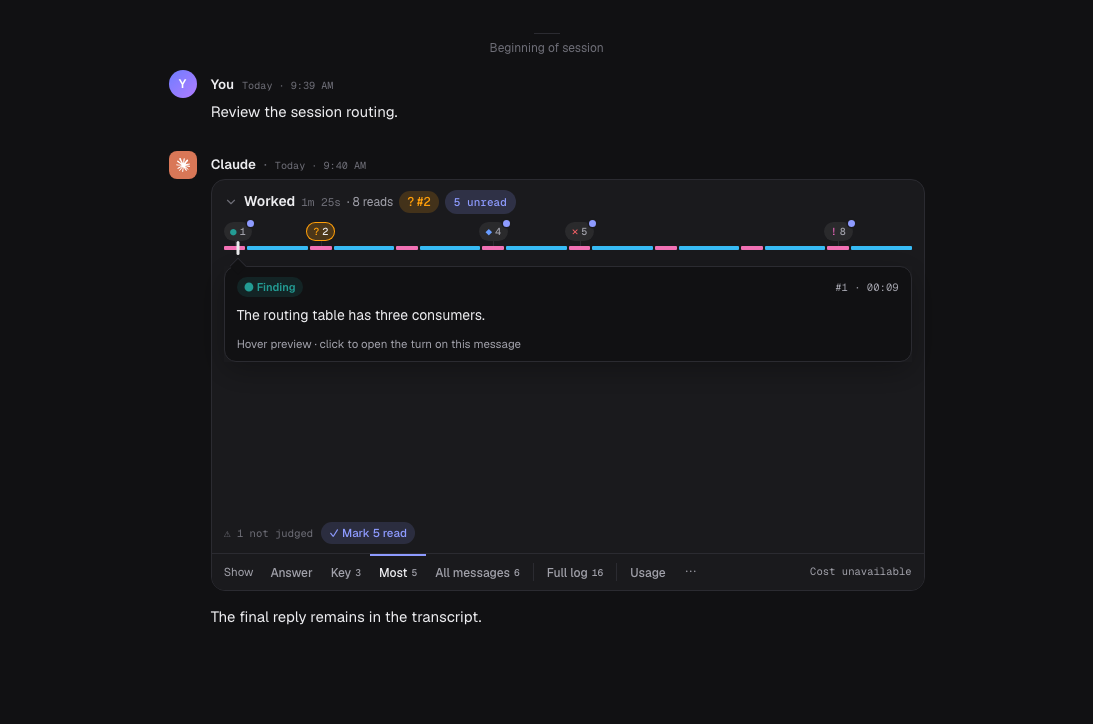 Beginning of session
Y You Today · 9:39 AM
Review the session routing.
Claude · Today · 9:40 AM
Worked 1m 25s · 8 reads ? #2 5 unread
● 1 ? 2 ◆ 4 × 5 ! 8
● Finding #1 · 00:09
The routing table has three consumers.
Hover preview · click to open the turn on this message
⚠ 1 not judged ✓ Mark 5 read
Show Answer Key 3 Most 5 All messages 6 Full log 16 Usage ··· Cost unavailable
The final reply remains in the transcript.